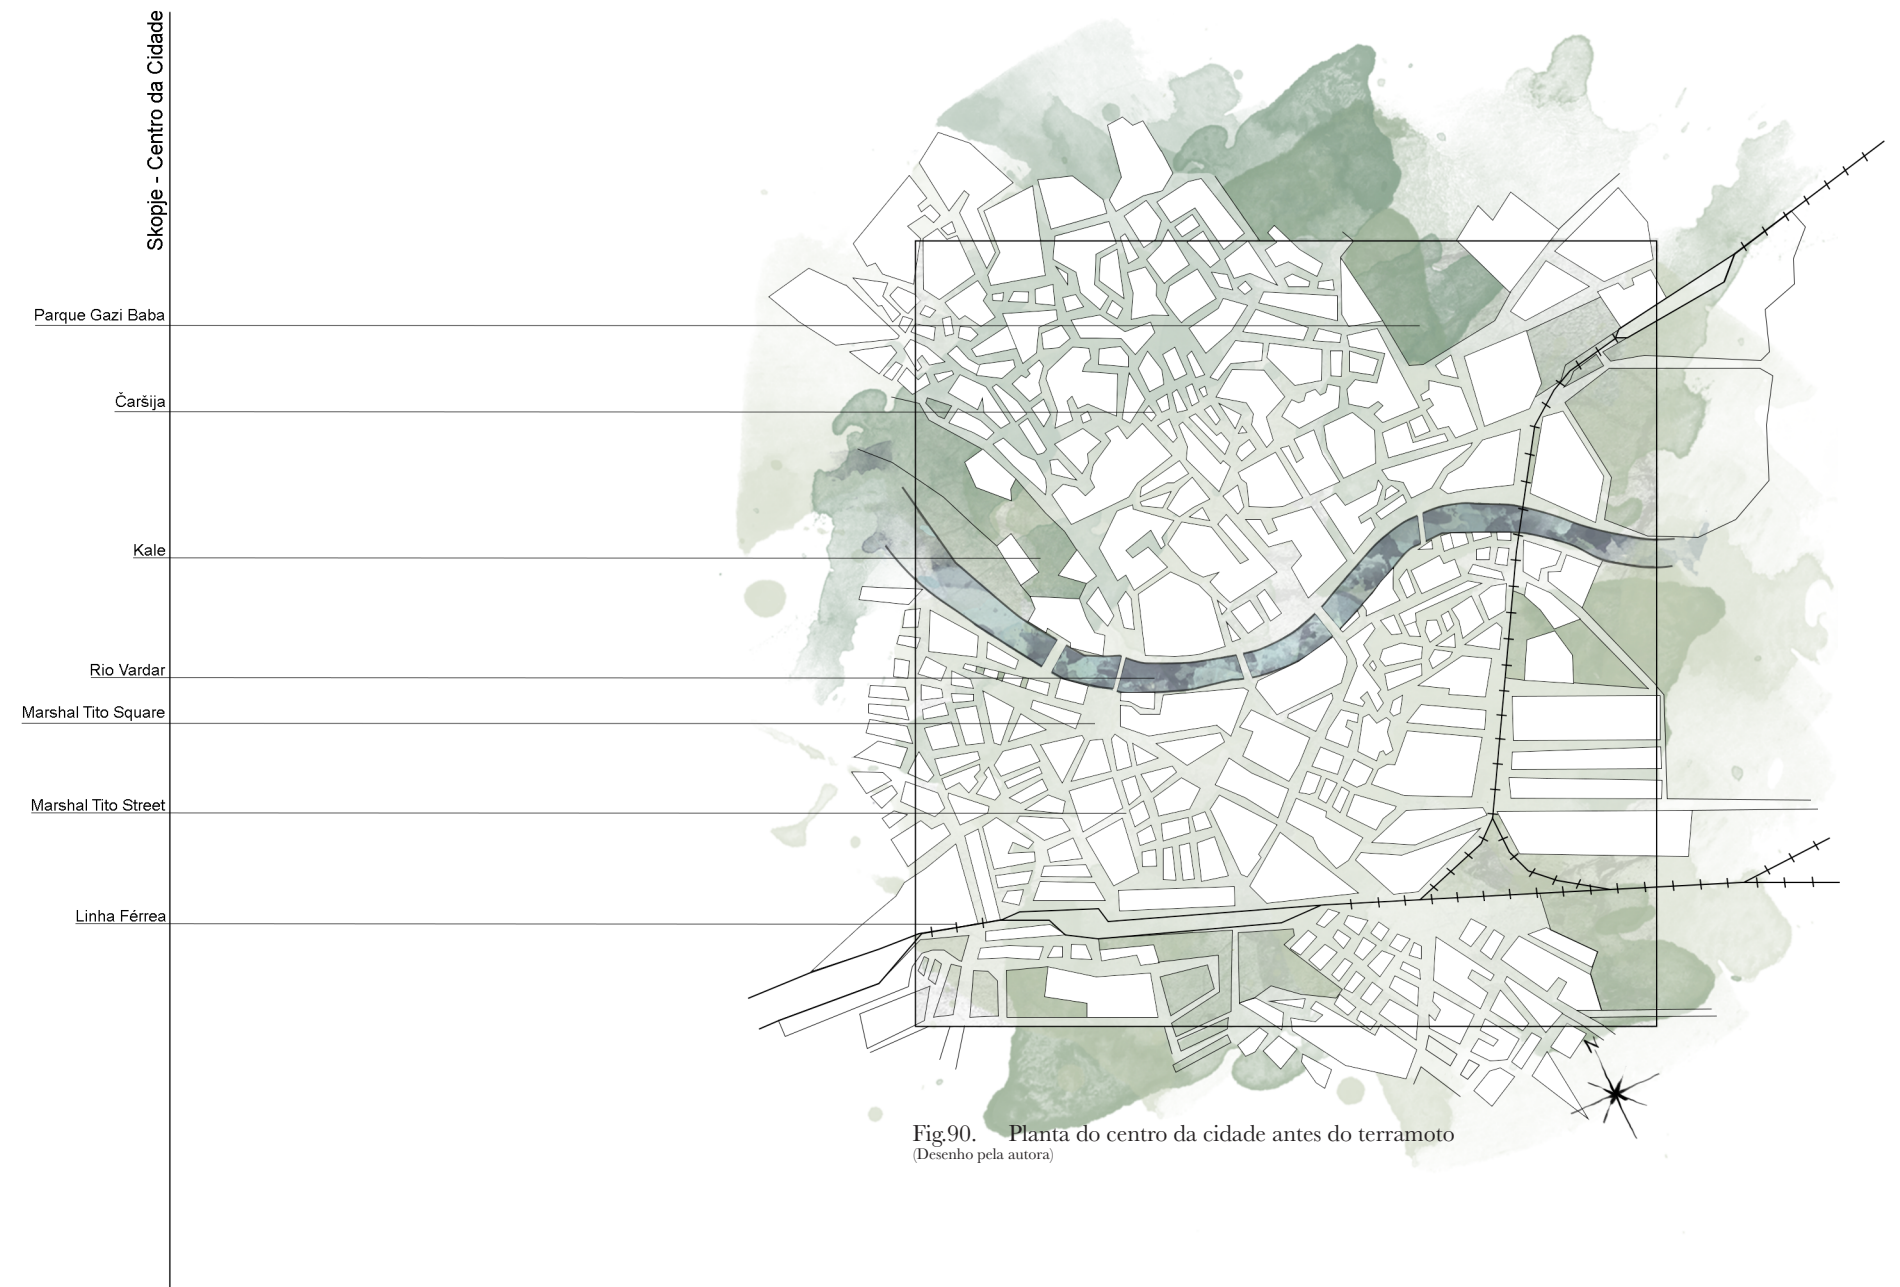 Skopje - Centro da Cidade
Parque Gazi Baba
Čaršija
Kale
Rio Vardar
Marshal Tito Square
Marshal Tito Street
Linha Férrea
N
Fig.90. Planta do centro da cidade antes do terramoto
(Desenho pela autora)